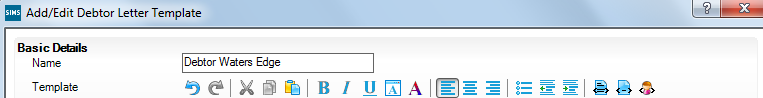 SIMS Add/Edit Debtor Letter Template
Basic Details
Name Debtor Waters Edge
Template B I U A A